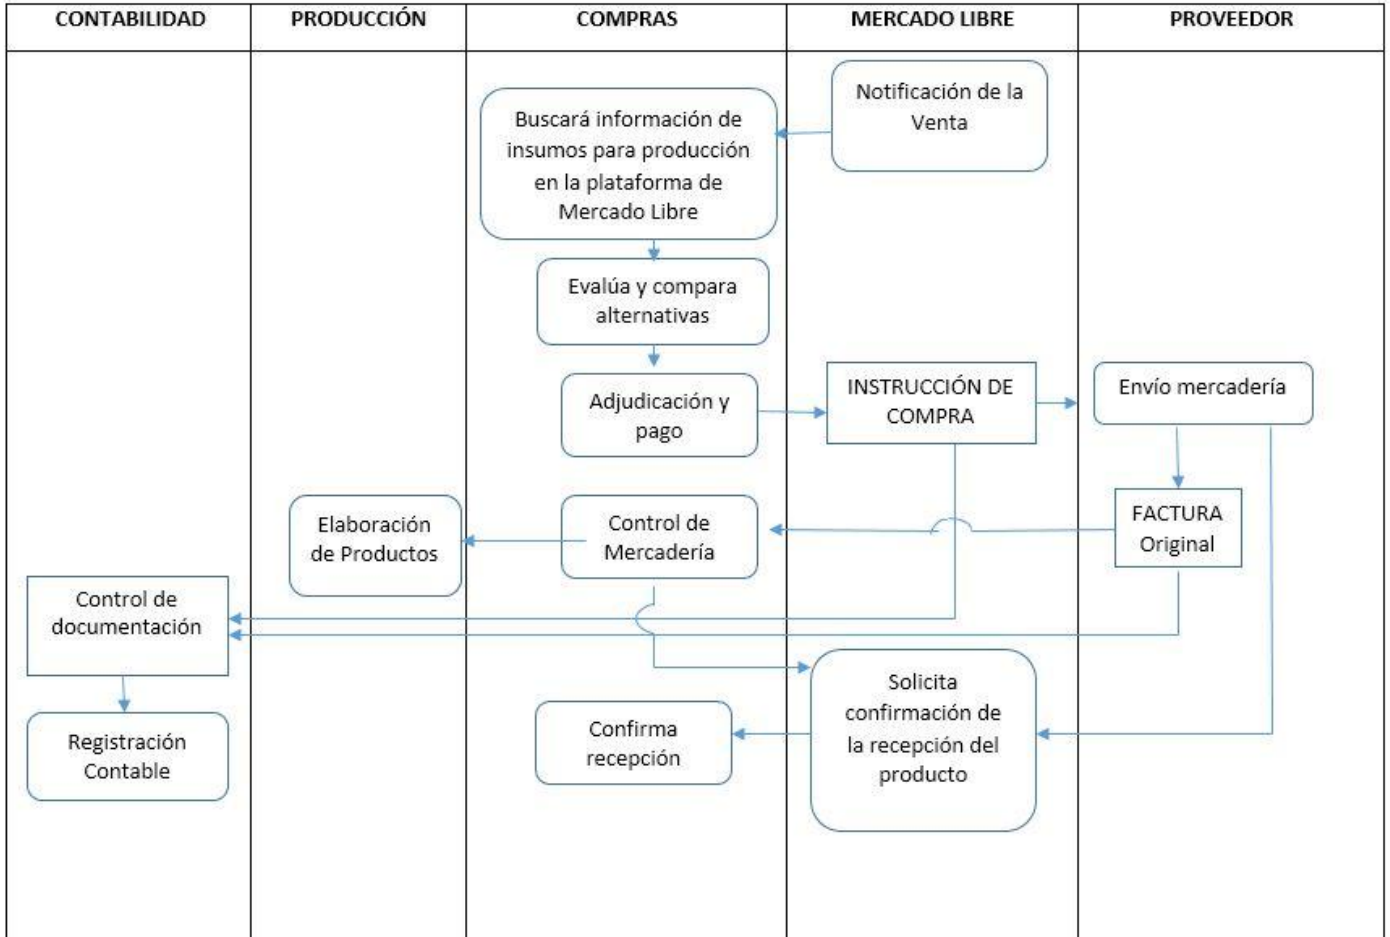 CONTABILIDAD
PRODUCCIÓN
COMPRAS
MERCADO LIBRE
PROVEEDOR
Notificación de la
Venta
Buscará información de
insumos para producción
en la plataforma de
Mercado Libre
Evalúa y compara
alternativas
Adjudicación y
pago
INSTRUCCIÓN DE
COMPRA
Envío mercadería
FACTURA
Original
Control de
Mercadería
Elaboración
de Productos
Control de
documentación
Registración
Contable
Solicita
confirmación de
la recepción del
producto
Confirma
recepción